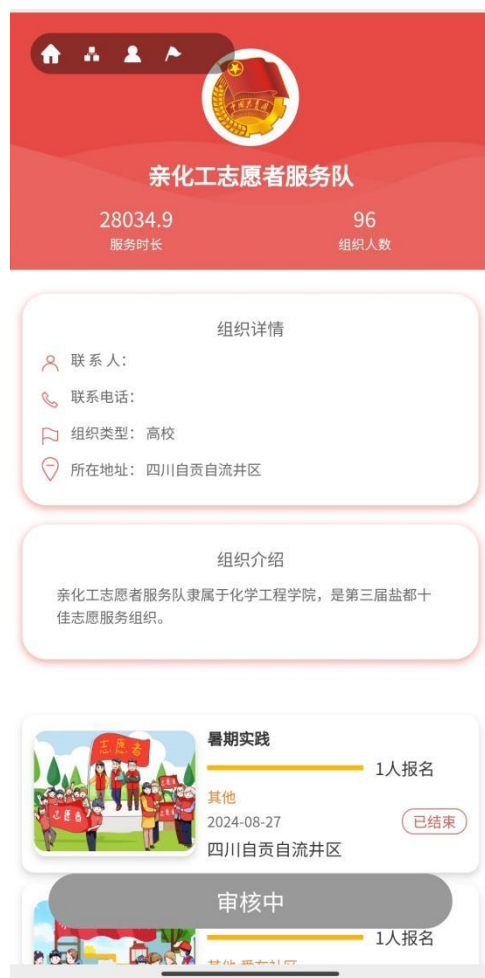 亲化工志愿者服务队
28034.9
96
服务时长
组织人数
组织详情
联 系 人：
联系电话：
组织类型： 高校
所在地址： 四川自贡自流井区
组织介绍
亲化工志愿者服务队隶属于化学工程学院，是第三届盐都十
佳志愿服务组织。
志愿者
志愿者
暑期实践
1人报名
其他
2024-08-27
已结束
四川自贡自流井区
审核中
1人报名